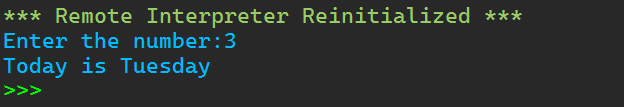 *** Remote Interpreter Reinitialized ***
Enter the number:3
Today is Tuesday
>>>